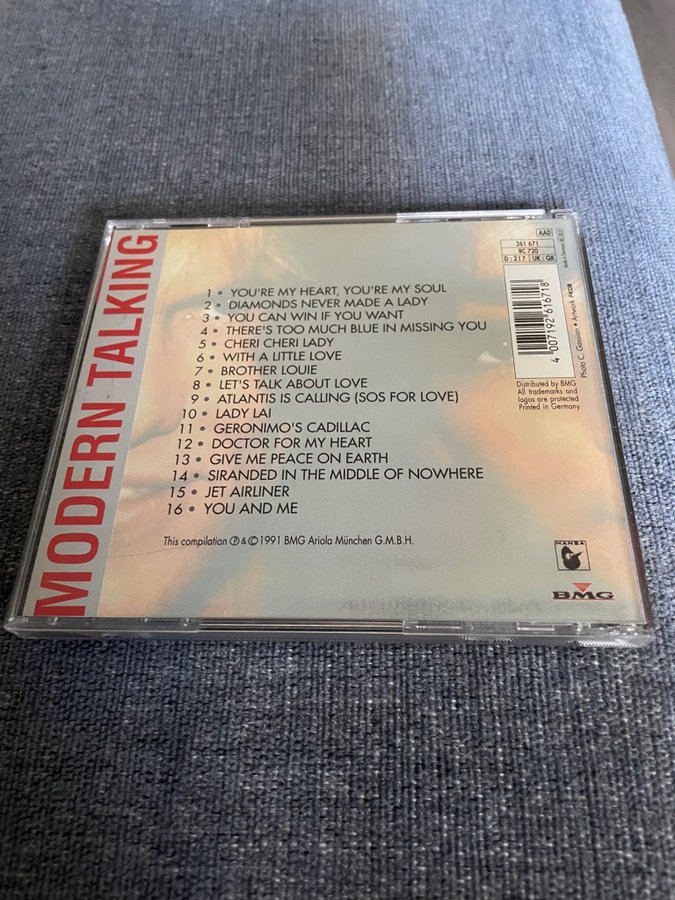 MODERN TALKING
AAD
261 671
RC 720
D : 217 | UK : QK
4 007192 616718
Distributed by BMG
All trademarks and
logos are protected
Printed in Germany
1 • YOU'RE MY HEART, YOU'RE MY SOUL
2 • DIAMONDS NEVER MADE A LADY
3 • YOU CAN WIN IF YOU WANT
4 • THERE'S TOO MUCH BLUE IN MISSING YOU
5 • CHERI CHERI LADY
6 • WITH A LITTLE LOVE
7 • BROTHER LOUIE
8 • LET'S TALK ABOUT LOVE
9 • ATLANTIS IS CALLING (SOS FOR LOVE)
10 • LADY LAI
11 • GERONIMO'S CADILLAC
12 • DOCTOR FOR MY HEART
13 • GIVE ME PEACE ON EARTH
14 • SIRANDED IN THE MIDDLE OF NOWHERE
15 • JET AIRLINER
16 • YOU AND ME
This compilation Ⓟ & © 1991 BMG Ariola München G.M.B.H.
Photo C. Gassian • Artwork
HANSA
BMG